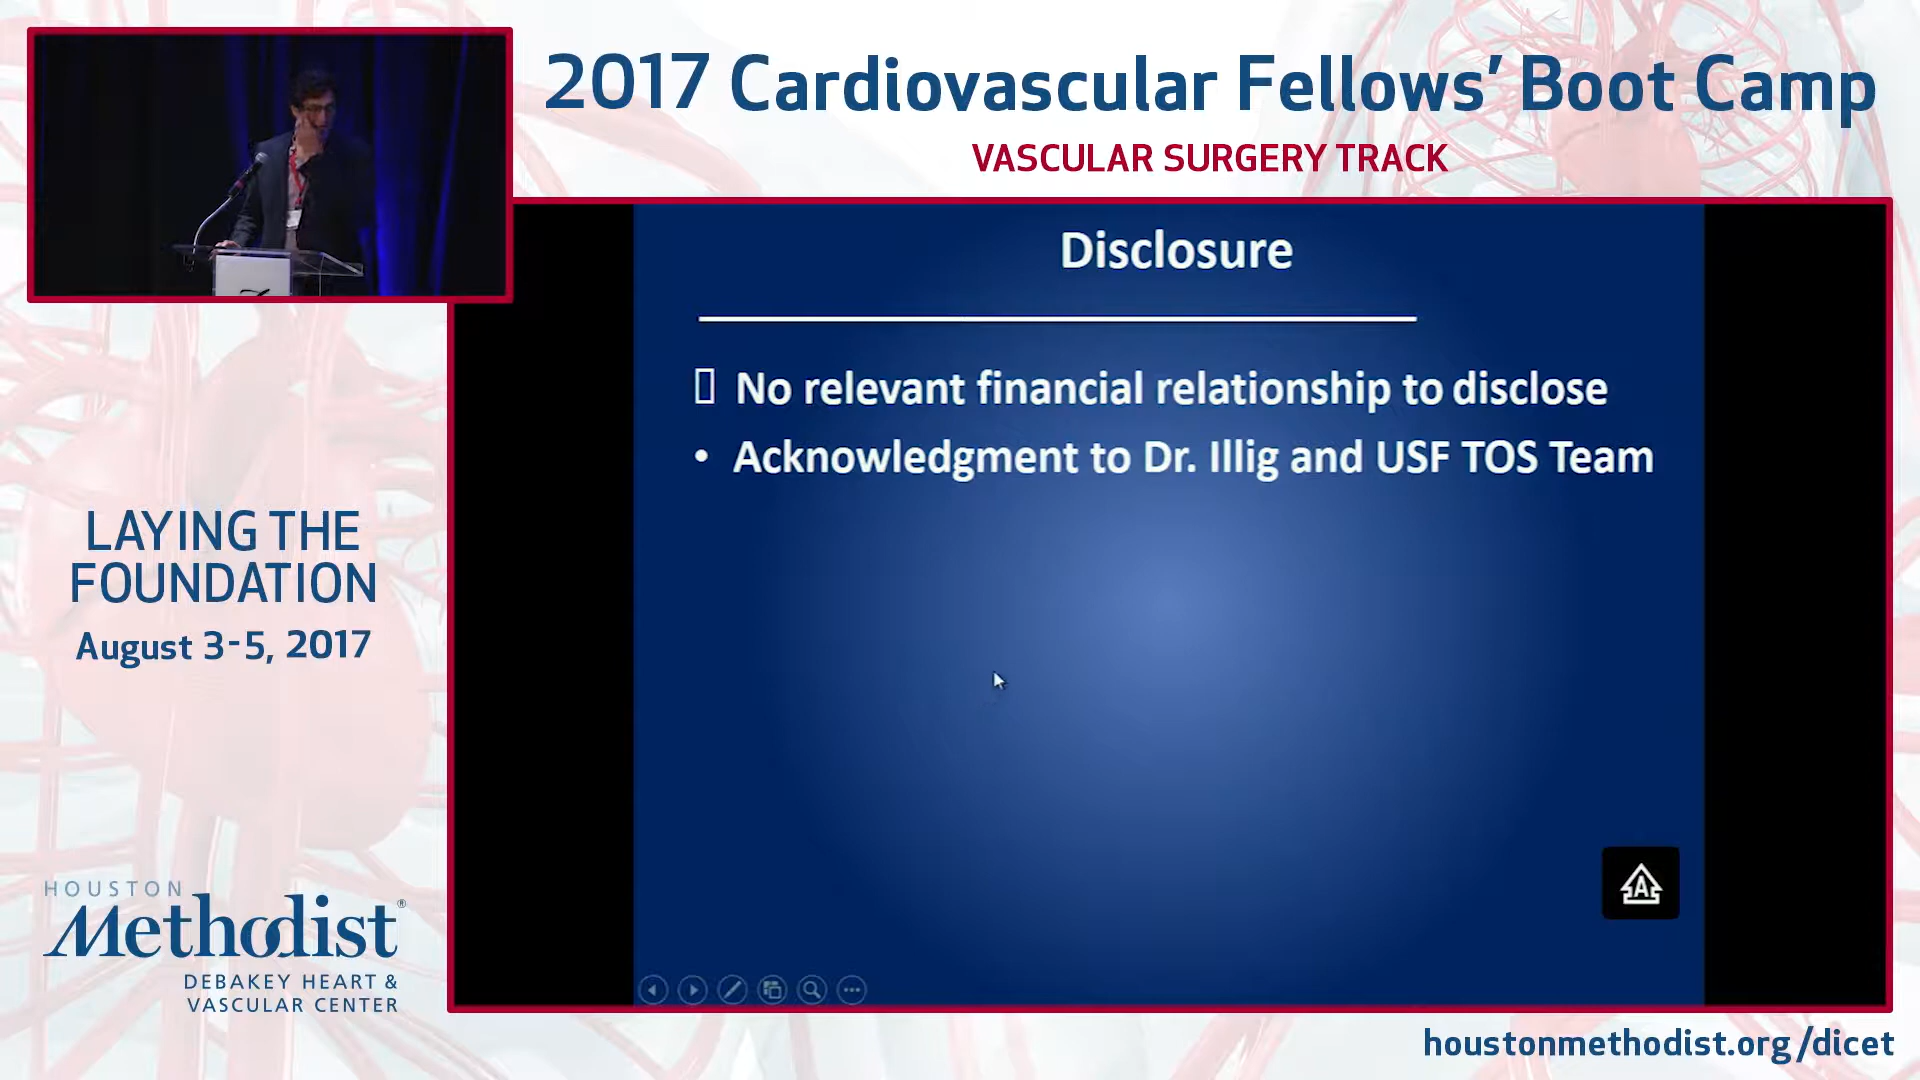 2017 Cardiovascular Fellows’ Boot Camp
VASCULAR SURGERY TRACK
Disclosure
No relevant financial relationship to disclose
• Acknowledgment to Dr. Illig and USF TOS Team
LAYING THE
FOUNDATION
August 3-5, 2017
HOUSTON
Methodist®
DEBAKEY HEART &
VASCULAR CENTER
A
houstonmethodist.org/dicet